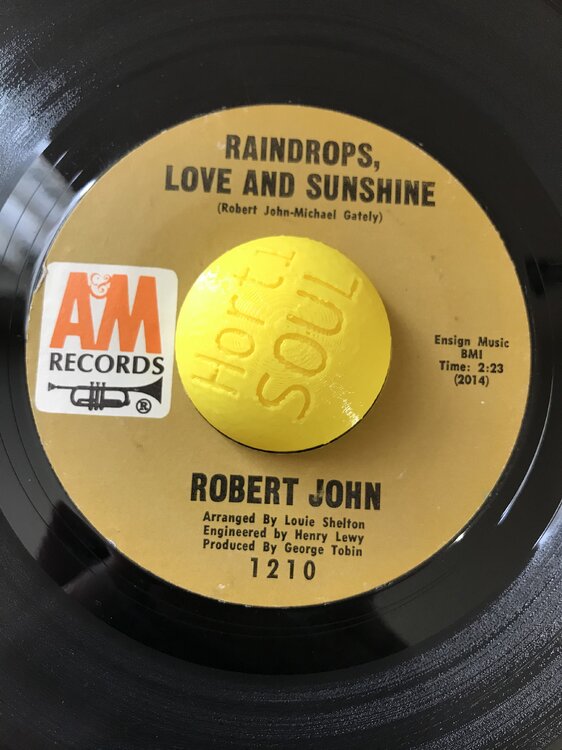 RAINDROPS,
LOVE AND SUNSHINE
(Robert John-Michael Gately)
A&M
RECORDS
®
Horti
SOUL
Ensign Music
BMI
Time: 2:23
(2014)
ROBERT JOHN
Arranged By Louie Shelton
Engineered by Henry Lewy
Produced By George Tobin
1210